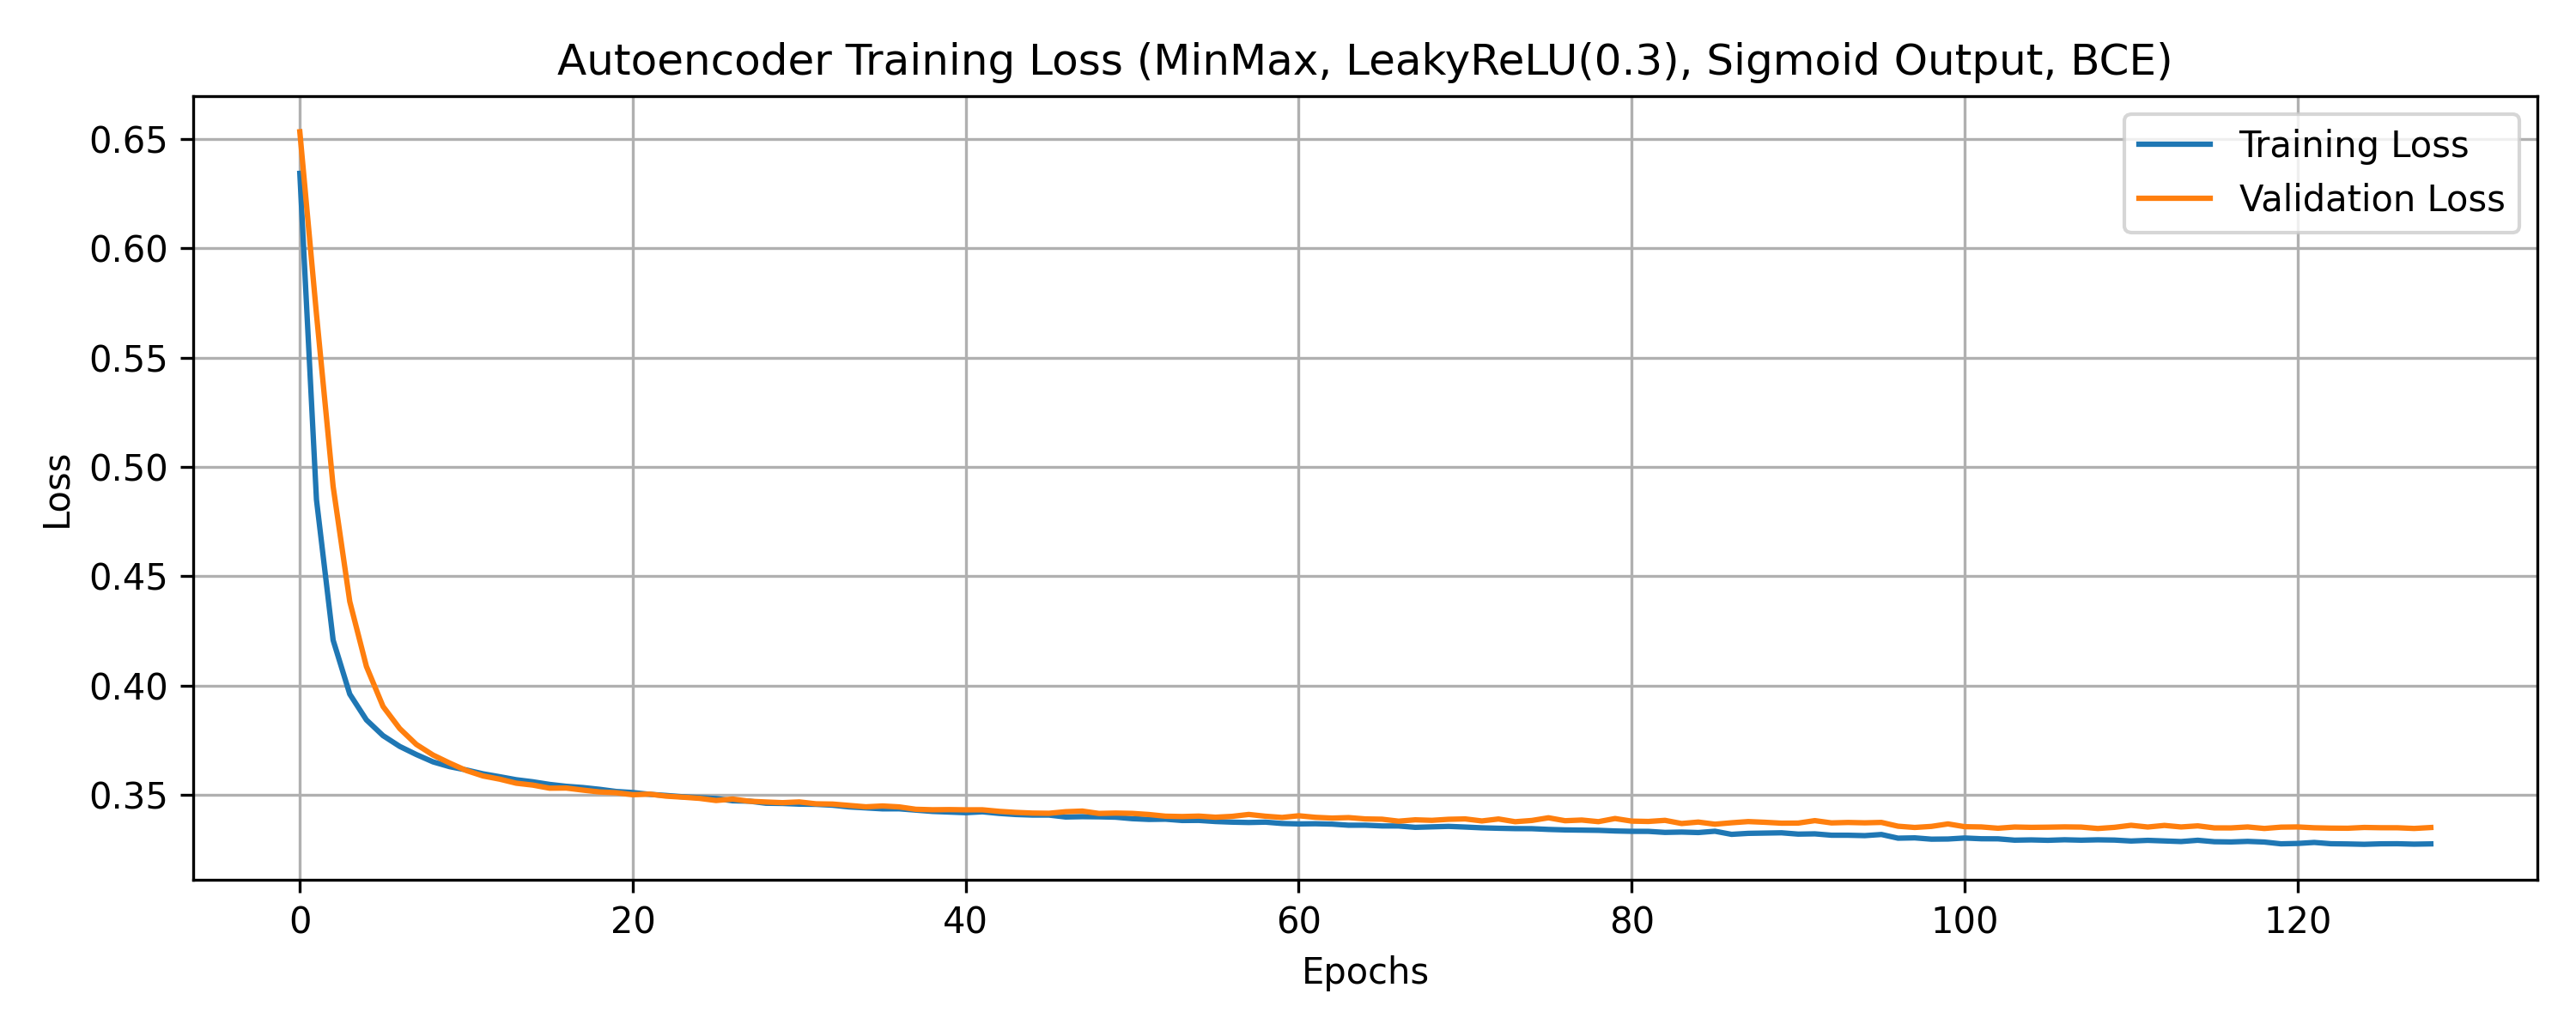 Autoencoder Training Loss (MinMax, LeakyReLU(0.3), Sigmoid Output, BCE)
Training Loss
Validation Loss
0.65
0.60
0.55
0.50
0.45
0.40
0.35
Loss
0 20 40 60 80 100 120
Epochs